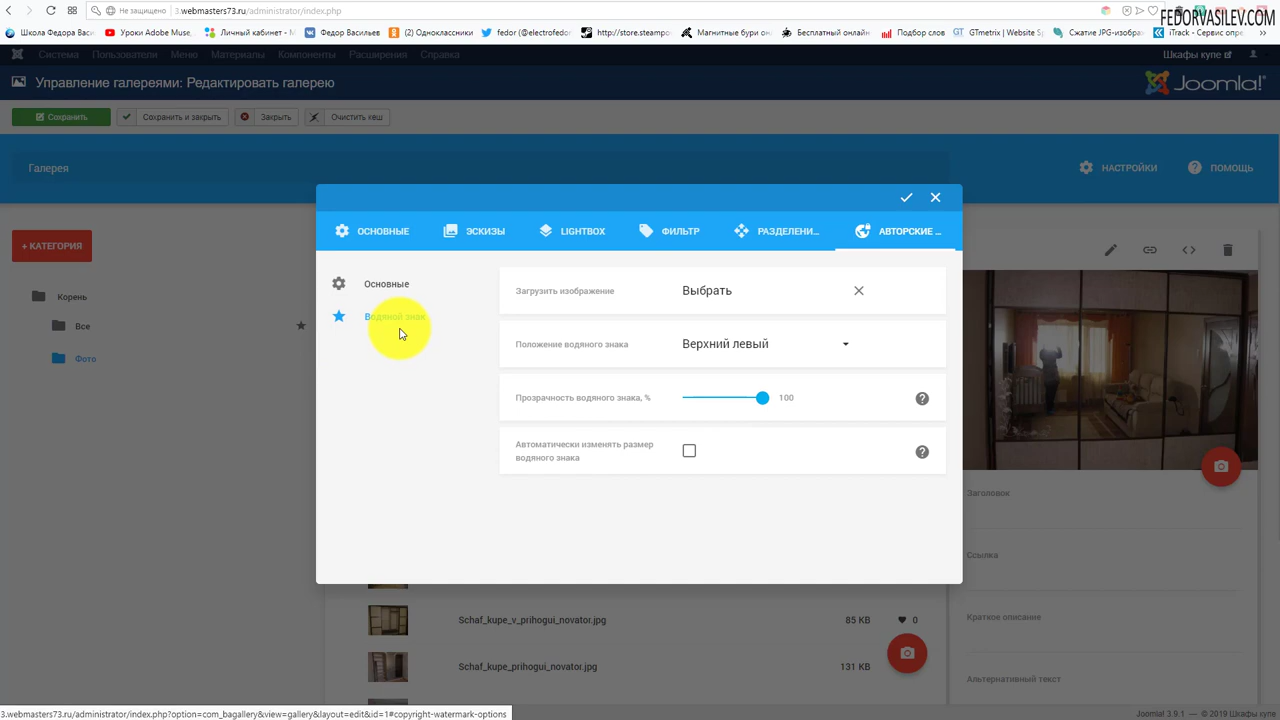 Не защищено
3.webmasters73.ru/administrator/index.php
FEDORVASILEV.COM
Школа Федора Васи
Уроки Adobe Muse,
Личный кабинет - М
Федор Васильев
(2) Одноклассники
fedor (@electrofedor)
http://store.steampo
Магнитные бури он
Бесплатный онлайн
Подбор слов
GTmetrix | Website S
Сжатие JPG-изобра
iTrack - Сервис опре
Система
Пользователи
Меню
Материалы
Компоненты
Расширения
Справка
Шкафы купе
Управление галереями: Редактировать галерею
Joomla!
Сохранить
Сохранить и закрыть
Закрыть
Очистить кеш
Галерея
НАСТРОЙКИ
ПОМОЩЬ
+ КАТЕГОРИЯ
Корень
Все
Фото
ОСНОВНЫЕ
ЭСКИЗЫ
LIGHTBOX
ФИЛЬТР
РАЗДЕЛЕНИ...
АВТОРСКИЕ ...
Основные
Водяной знак
Загрузить изображение
Выбрать
Положение водяного знака
Верхний левый
Прозрачность водяного знака, %
100
Автоматически изменять размер
водяного знака
Заголовок
Ссылка
Краткое описание
Альтернативный текст
Schaf_kupe_v_prihogui_novator.jpg
85 KB
0
Schaf_kupe_prihogui_novator.jpg
131 KB
3.webmasters73.ru/administrator/index.php?option=com_bagallery&view=gallery&layout=edit&id=1#copyright-watermark-options
Joomla 3.9.1 — © 2019 Шкафы купе